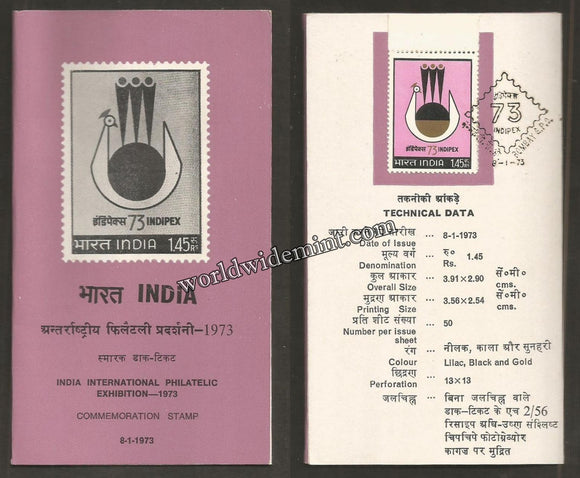 इंडिपेक्स 73 INDIPEX
भारत INDIA 1.45 रु RS
भारत INDIA
अन्तर्राष्ट्रीय फिलैटली प्रदर्शनी—1973
स्मारक डाक-टिकट
INDIA INTERNATIONAL PHILATELIC
EXHIBITION—1973
COMMEMORATION STAMP
8-1-1973
इंडिपेक्स 73 INDIPEX
भारत INDIA 1.45
इंडिपेक्स
73
INDIPEX
BOMBAY G.P.O.
8-1-73
तकनीकी आंकड़े
TECHNICAL DATA
जारी तारीख ... 8-1-1973
Date of Issue
मूल्य वर्ग ... रु०
Denomination Rs. 1.45
कुल आकार ... 3.91×2.90 सें० मी०
Overall Size cms.
मुद्रण आकार ... 3.56×2.54 सें० मी०
Printing Size cms.
प्रति शीट संख्या ... 50
Number per issue
sheet
रंग ... नीलक, काला और सुनहरी
Colour Lilac, Black and Gold
छिद्रण ...
Perforation 13×13
जलचिह्न ... बिना जलचिह्न वाले
डाक-टिकट के एच 2/56
रिसाइप अधि-उष्ण संश्लिष्ट
चिपचिपे फोटोग्रेव्योर
कागज पर मुद्रित
worldwidemint.com